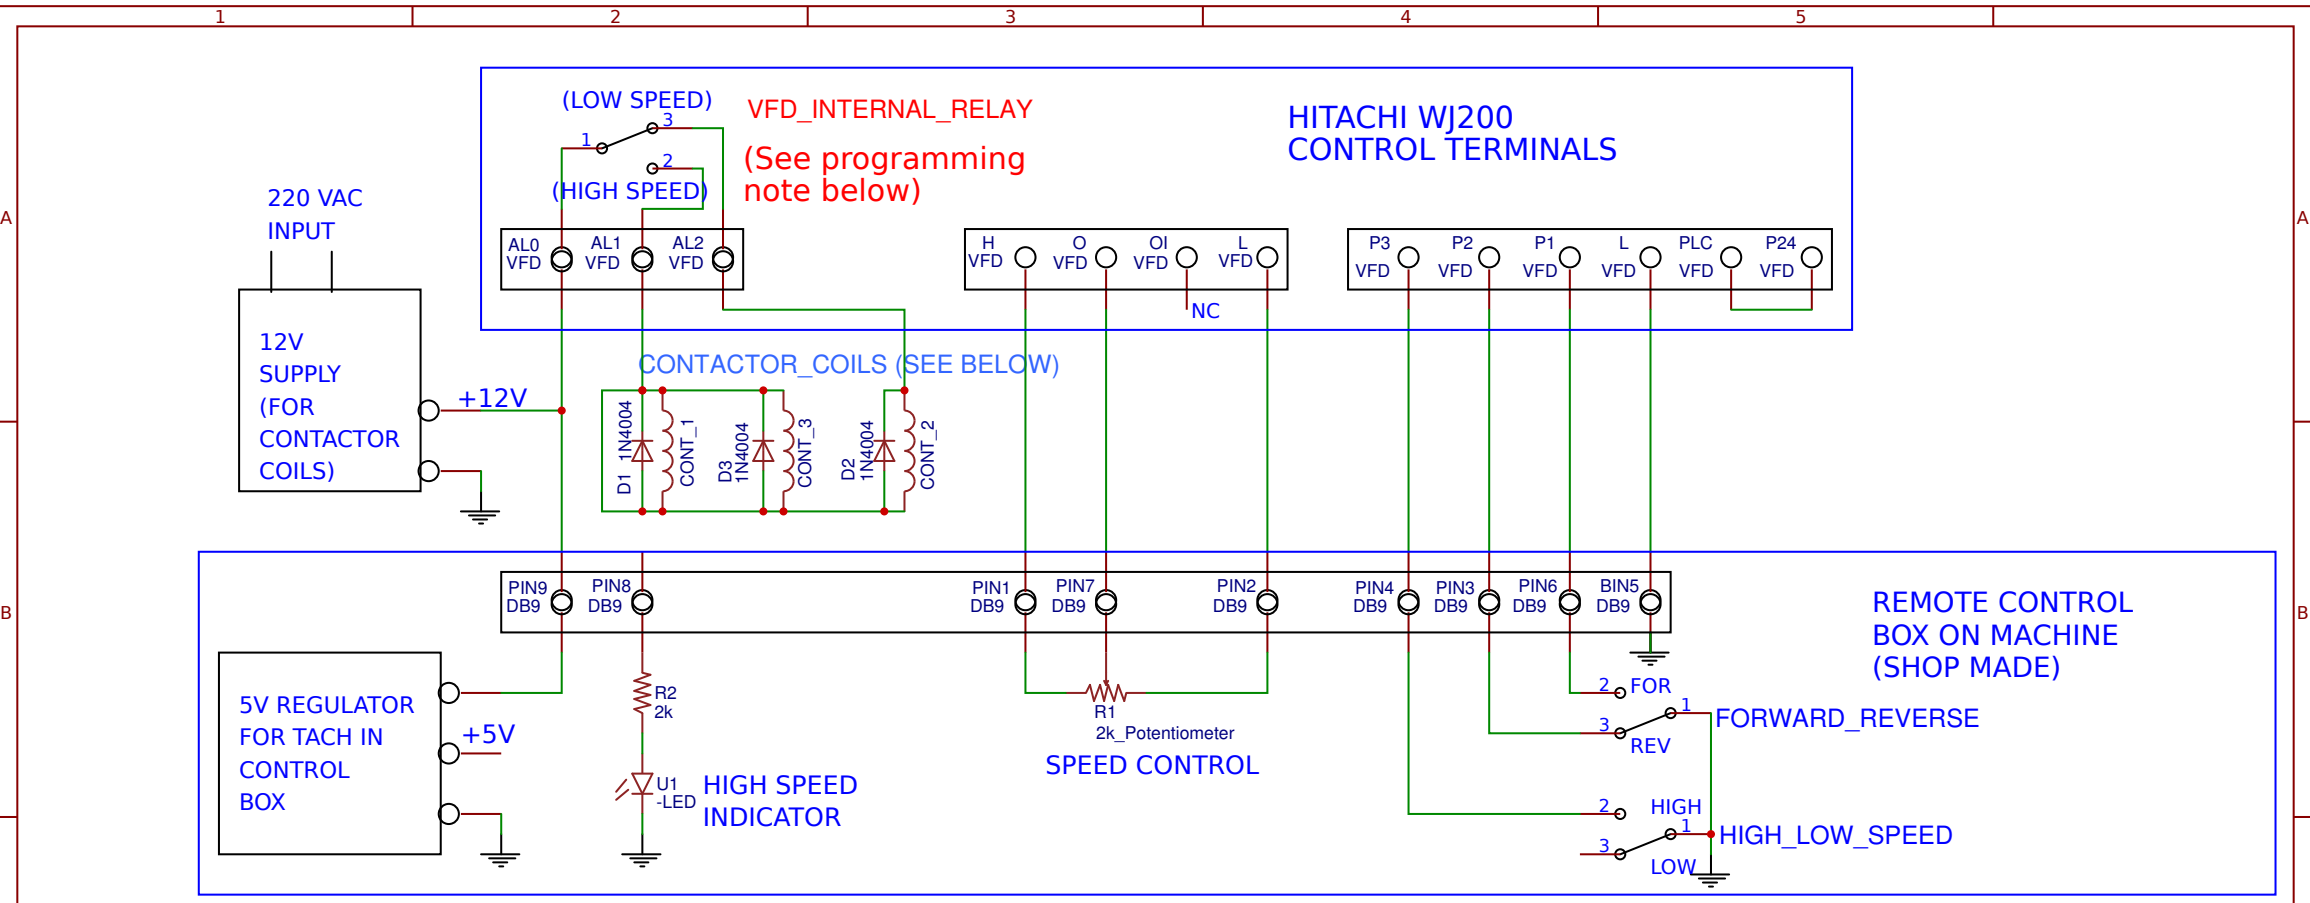 1 2 3 4 5
A
A
B
B
(LOW SPEED)
1
3
2
(HIGH SPEED)
VFD_INTERNAL_RELAY
(See programming
note below)
HITACHI WJ200
CONTROL TERMINALS
220 VAC
INPUT
AL0
VFD
AL1
VFD
AL2
VFD
H
VFD
O
VFD
OI
VFD
L
VFD
NC
P3
VFD
P2
VFD
P1
VFD
L
VFD
PLC
VFD
P24
VFD
12V
SUPPLY
(FOR
CONTACTOR
COILS)
+12V
CONTACTOR_COILS (SEE BELOW)
D1 1N4004
CONT_1
D3
1N4004
CONT_3
D2
1N4004
CONT_2
PIN9
DB9
PIN8
DB9
PIN1
DB9
PIN7
DB9
PIN2
DB9
PIN4
DB9
PIN3
DB9
PIN6
DB9
BIN5
DB9
REMOTE CONTROL
BOX ON MACHINE
(SHOP MADE)
5V REGULATOR
FOR TACH IN
CONTROL
BOX
+5V
R2
2k
U1
-LED
HIGH SPEED
INDICATOR
R1
2k_Potentiometer
SPEED CONTROL
2 FOR
1
3
REV
FORWARD_REVERSE
2 HIGH
1
3
LOW
HIGH_LOW_SPEED